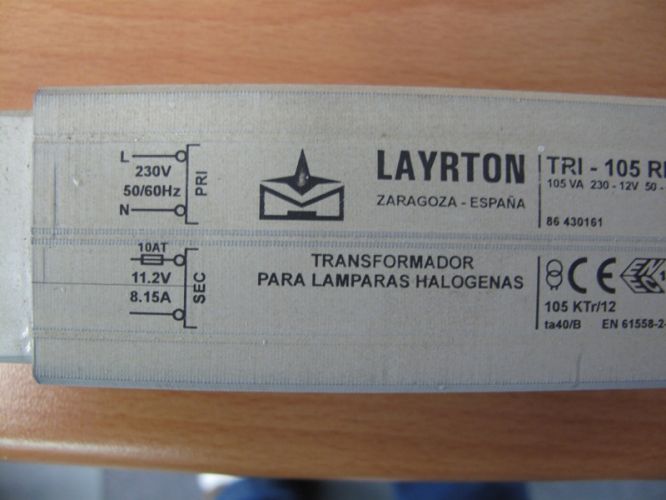 L
230V
50/60Hz
N
PRI
10AT
11.2V
8.15A
SEC
LAYRTON
ZARAGOZA - ESPAÑA
TRANSFORMADOR
PARA LAMPARAS HALOGENAS
TRI - 105
105 VA 230 - 12V 50 -
86 430161
CE
105 KTr/12
ta40/B EN 61558-2-